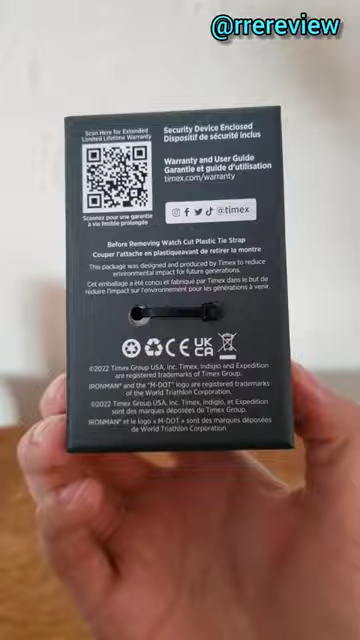 @rrereview
Scan Here for Extended
Limited Lifetime Warranty
Scannez pour une garantie
à vie limitée prolongée
Security Device Enclosed
Dispositif de sécurité inclus
Warranty and User Guide
Garantie et guide d'utilisation
timex.com/warranty
@timex
Before Removing Watch Cut Plastic Tie Strap
Couper l'attache en plastiqueavant de retirer la montre
This package was designed and produced by Timex to reduce
environmental impact for future generations.
Cet emballage a été conçu et fabriqué par Timex dans le but de
réduire l'impact sur l'environnement pour les générations à venir.
CE UK
CA
©2022 Timex Group USA, Inc. Timex, Indiglo and Expedition
are registered trademarks of Timex Group.
IRONMAN® and the "M-DOT" logo are registered trademarks
of the World Triathlon Corporation.
©2022 Timex Group USA, Inc. Timex, Indiglo, et Expedition
sont des marques déposées de Timex Group.
IRONMAN® et le logo « M-DOT » sont des marques déposées
de World Triathlon Corporation